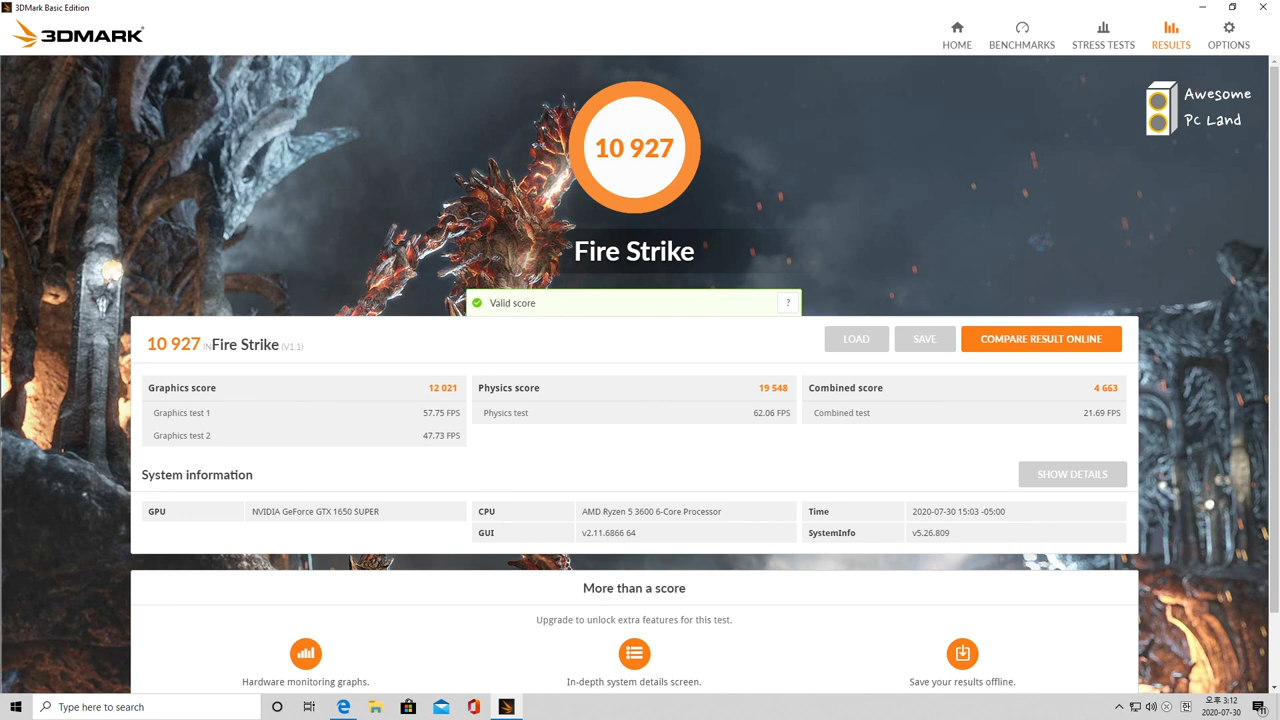 3DMark Basic Edition
3DMARK
HOME
BENCHMARKS
STRESS TESTS
RESULTS
OPTIONS
Awesome
Pc Land
10 927
Fire Strike
Valid score
?
10 927 IN Fire Strike (V1.1)
LOAD
SAVE
COMPARE RESULT ONLINE
Graphics score 12 021
Graphics test 1 57.75 FPS
Graphics test 2 47.73 FPS
Physics score 19 548
Physics test 62.06 FPS
Combined score 4 663
Combined test 21.69 FPS
System information
SHOW DETAILS
GPU NVIDIA GeForce GTX 1650 SUPER
CPU AMD Ryzen 5 3600 6-Core Processor
GUI v2.11.6866 64
Time 2020-07-30 15:03 -05:00
SystemInfo v5.26.809
More than a score
Upgrade to unlock extra features for this test.
Hardware monitoring graphs.
In-depth system details screen.
Save your results offline.
Type here to search
한
오후 3:12
2020-07-30
11